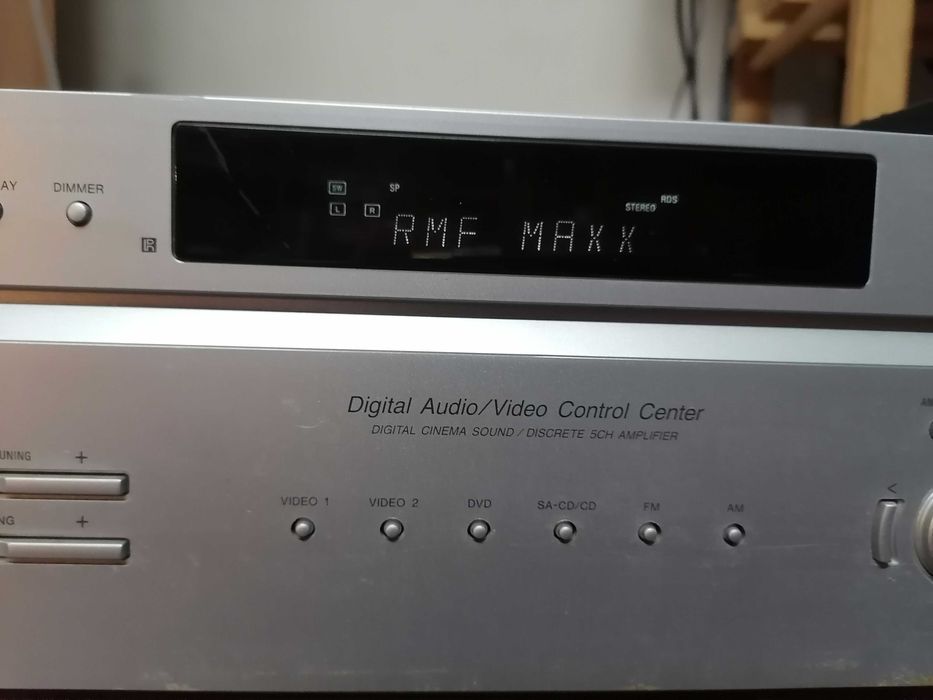 AY DIMMER
SW SP
L R
RMF MAXX
STEREO RDS
Digital Audio/Video Control Center
DIGITAL CINEMA SOUND / DISCRETE 5CH AMPLIFIER
UNING +
NG +
VIDEO 1 VIDEO 2 DVD SA-CD/CD FM AM
<